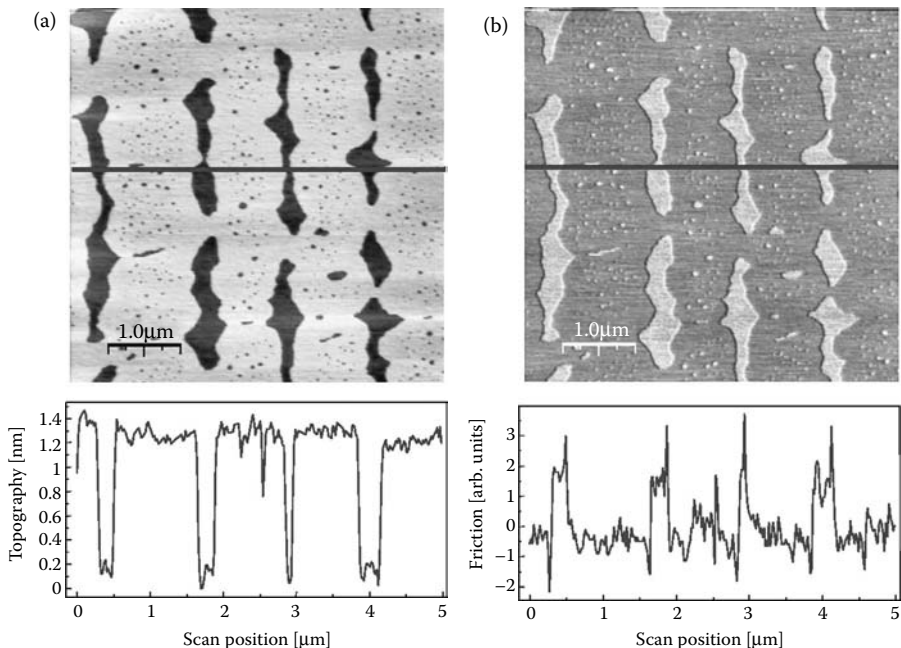 (a)
(b)
1.0μm
1.0μm
1.4
1.2
1
0.8
0.6
0.4
0.2
0
Topography [nm]
0 1 2 3 4 5
Scan position [μm]
3
2
1
0
−1
−2
Friction [arb. units]
0 1 2 3 4 5
Scan position [μm]